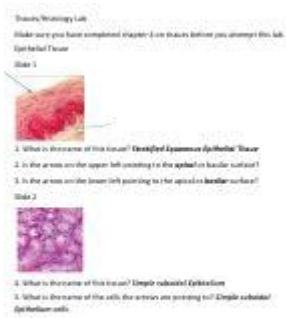 Tissues/Histology Lab
Make sure you have completed chapter 4 on tissues before you attempt this lab.
Epithelial Tissue
Slide 1
1. What is the name of this tissue? Stratified Squamous Epithelial Tissue
2. Is the arrow on the upper left pointing to the apical or basilar surface?
3. Is the arrow on the lower left pointing to the apical or basilar surface?
Slide 2
4. What is the name of this tissue? Simple cuboidal Epithelium
5. What is the name of the cells the arrows are pointing to? Simple cuboidal
Epithelium cells